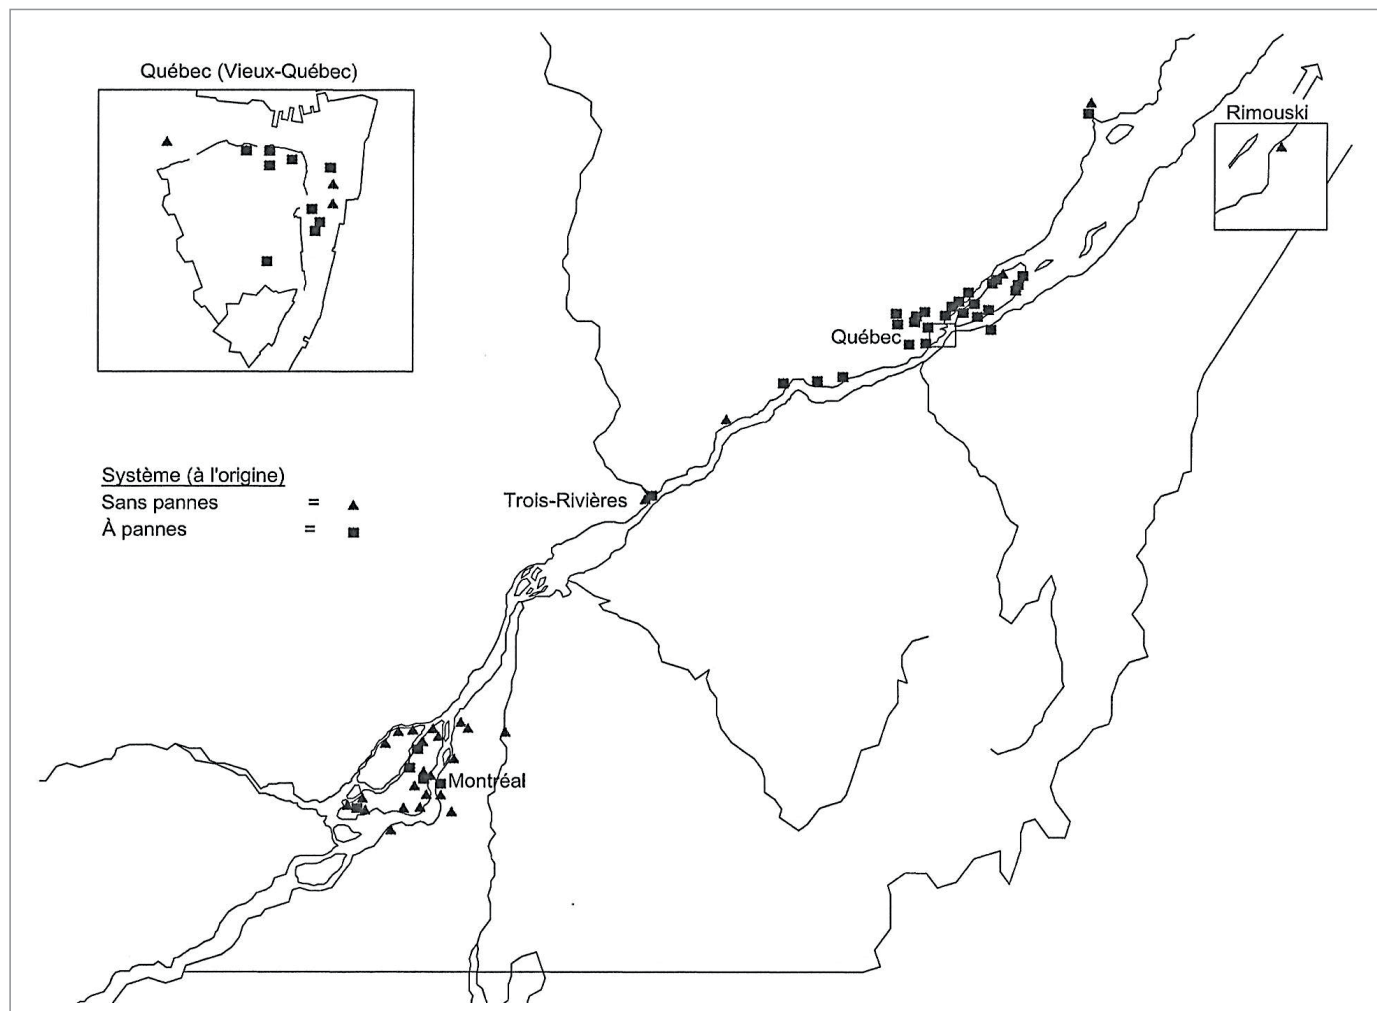 Québec (Vieux-Québec)
Rimouski
Québec
Système (à l'origine)
Sans pannes = ▲
À pannes = ■
Trois-Rivières
Montréal